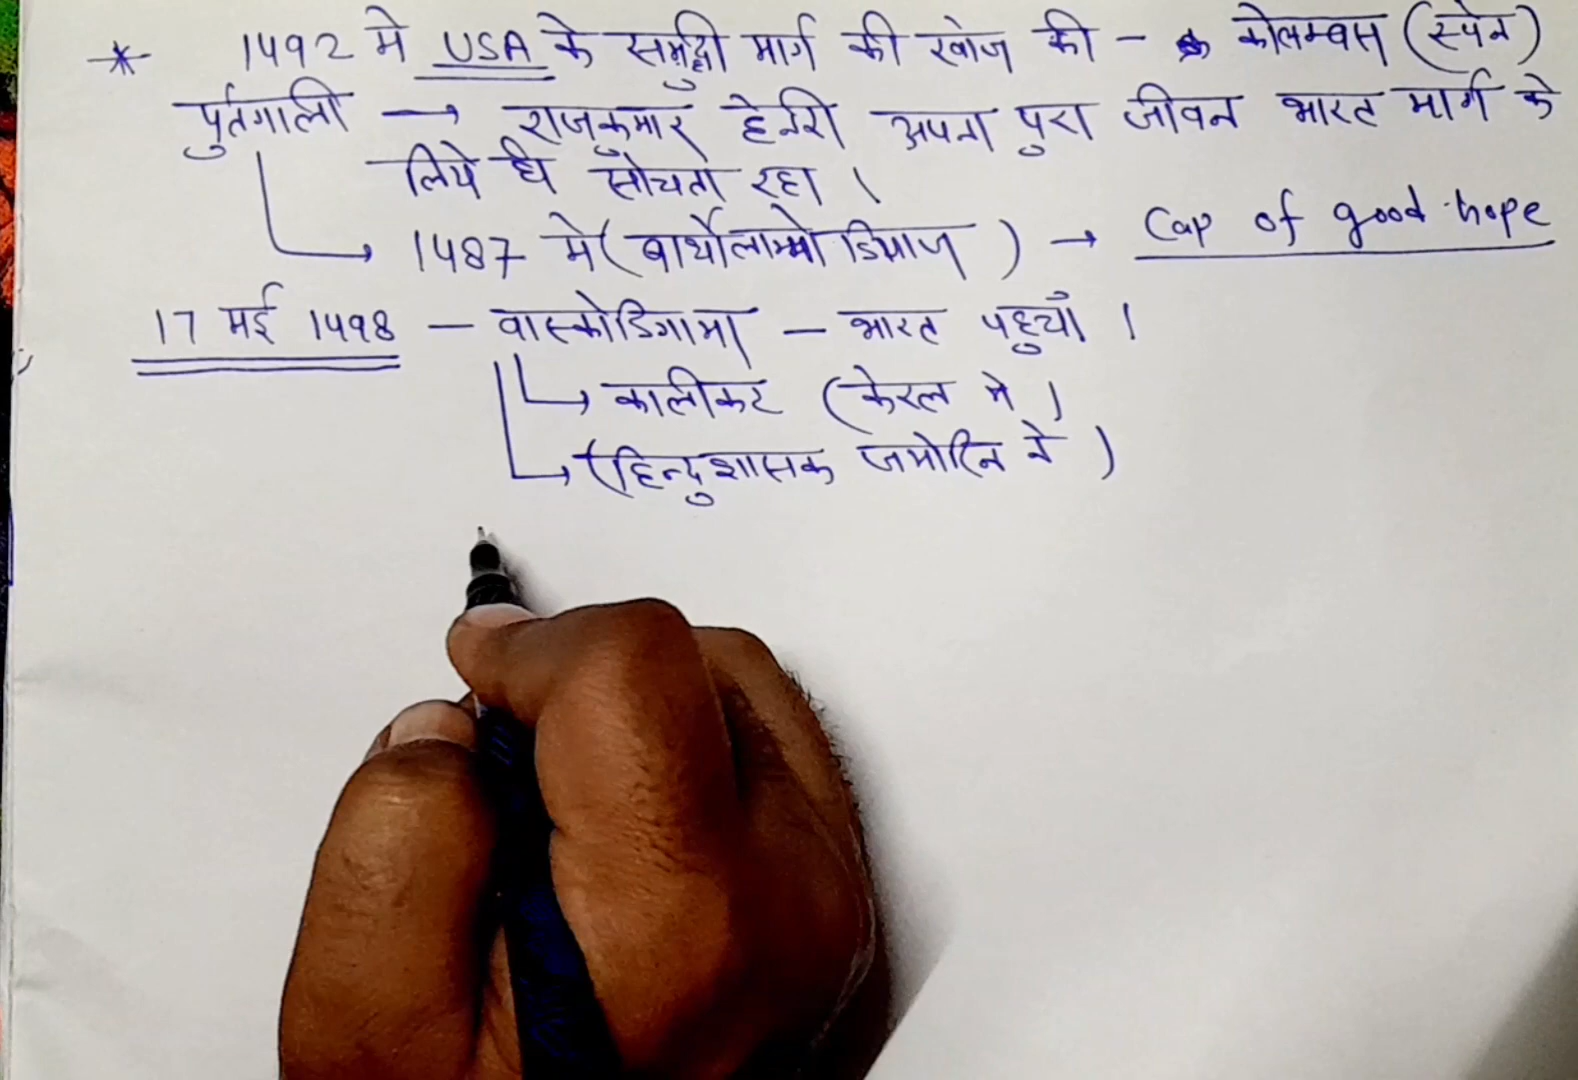 * 1492 मे USA के समुंद्री मार्ग की खोज की - कोलम्बस (स्पेन)
पुर्तगाली → राजकुमार हेनरी अपना पुरा जीवन भारत मार्ग के
लिये ही सोचता रहा ।
→ 1487 मे (बार्थोलाम्यो डियाज) → Cap of good hope
17 मई 1498 — वास्कोडिगामा — भारत पहुचाँ ।
→ कालीकट (केरल मे)
→ (हिन्दु शासक जमोरिन ने)